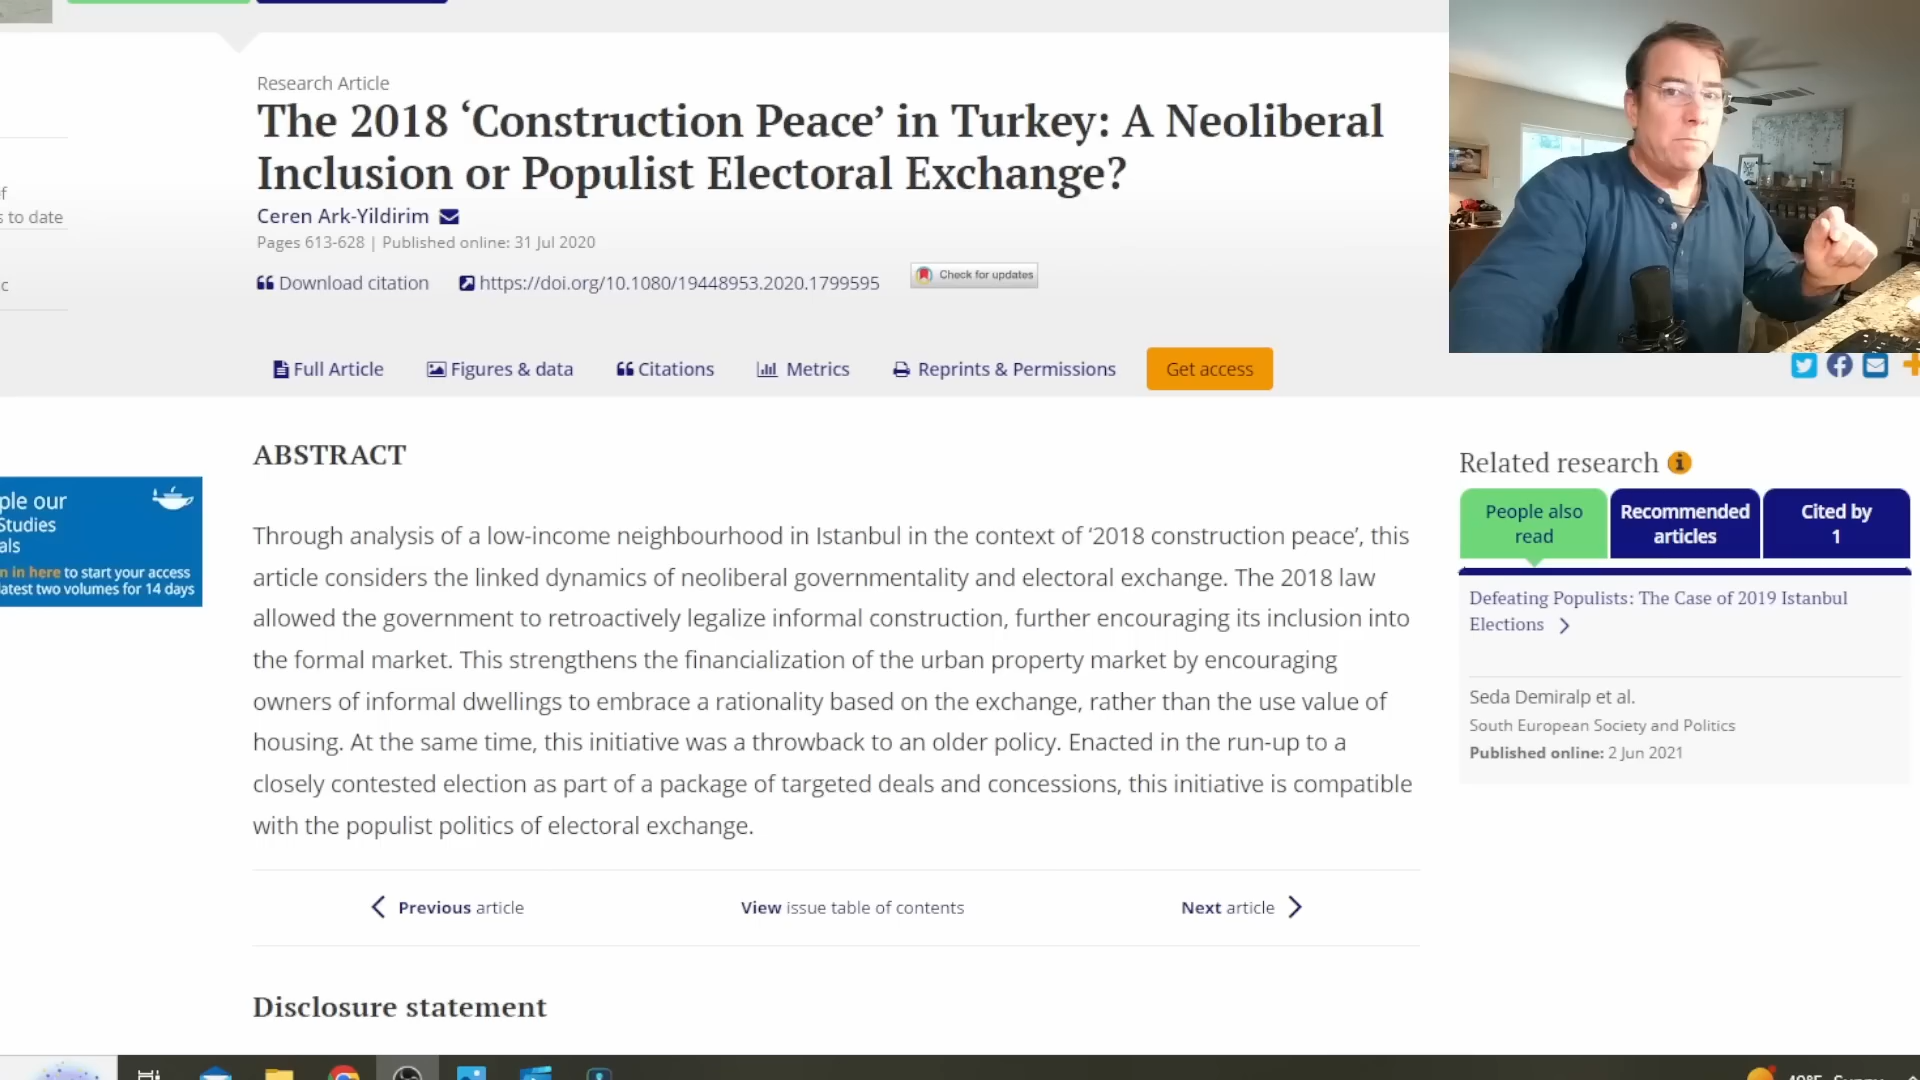 Research Article
The 2018 ‘Construction Peace’ in Turkey: A Neoliberal
Inclusion or Populist Electoral Exchange?
Ceren Ark-Yildirim
Pages 613-628 | Published online: 31 Jul 2020
Download citation
https://doi.org/10.1080/19448953.2020.1799595
Check for updates
s to date
Full Article
Figures & data
Citations
Metrics
Reprints & Permissions
Get access
ABSTRACT
Through analysis of a low-income neighbourhood in Istanbul in the context of ‘2018 construction peace’, this
article considers the linked dynamics of neoliberal governmentality and electoral exchange. The 2018 law
allowed the government to retroactively legalize informal construction, further encouraging its inclusion into
the formal market. This strengthens the financialization of the urban property market by encouraging
owners of informal dwellings to embrace a rationality based on the exchange, rather than the use value of
housing. At the same time, this initiative was a throwback to an older policy. Enacted in the run-up to a
closely contested election as part of a package of targeted deals and concessions, this initiative is compatible
with the populist politics of electoral exchange.
ple our
Studies
als
n in here to start your access
latest two volumes for 14 days
Previous article
View issue table of contents
Next article
Disclosure statement
Related research
People also
read
Recommended
articles
Cited by
1
Defeating Populists: The Case of 2019 Istanbul
Elections
Seda Demiralp et al.
South European Society and Politics
Published online: 2 Jun 2021